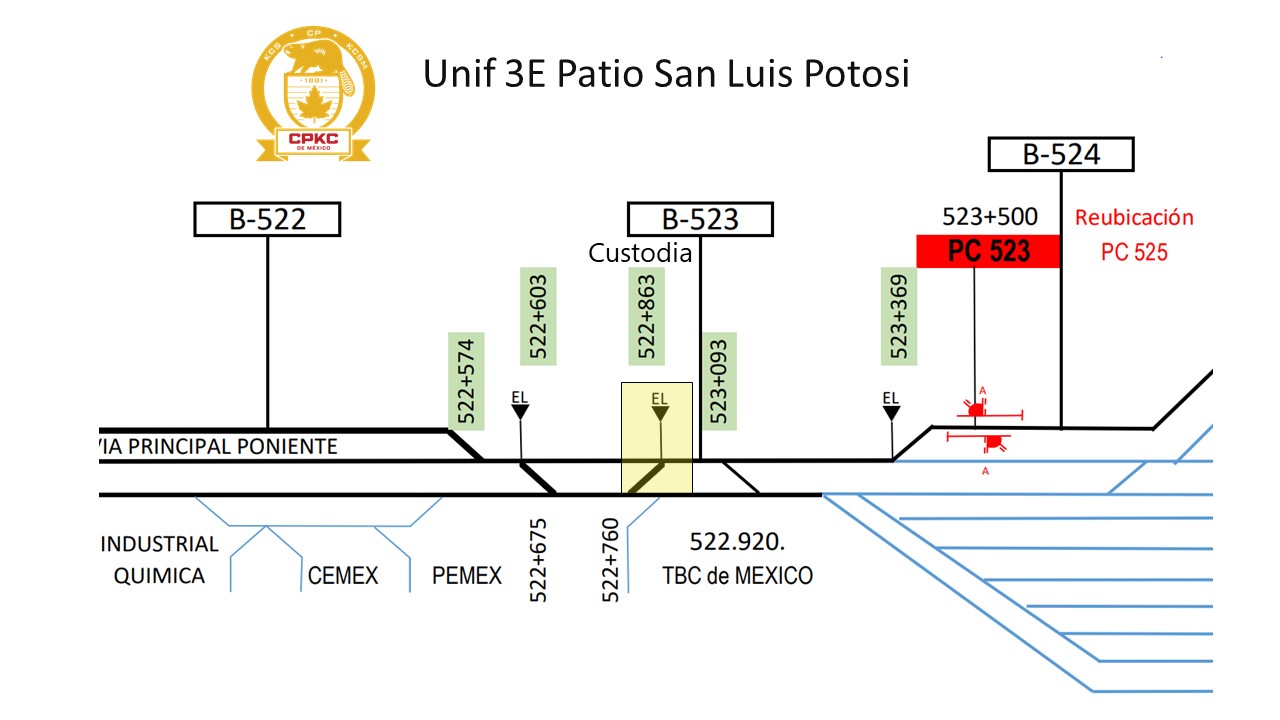 KCS • CP • KCSM
1881
CPKC
DE MÉXICO
Unif 3E Patio San Luis Potosi
B-524
B-522
B-523
523+500
Reubicación
PC 523
PC 525
Custodia
522+574
522+603
522+863
523+093
523+369
EL
EL
EL
A
VIA PRINCIPAL PONIENTE
A
522+675
522+760
INDUSTRIAL
QUIMICA
CEMEX
PEMEX
522.920.
TBC de MEXICO